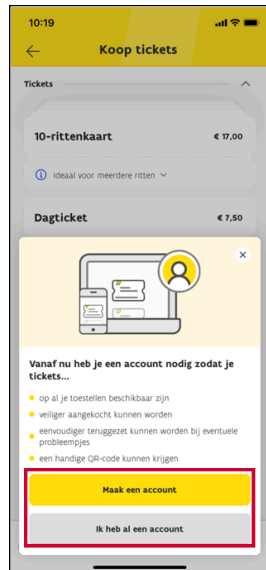 10:19
Koop tickets
Tickets
10-rittenkaart € 17,00
Ideaal voor meerdere ritten
Dagticket € 7,50
Vanaf nu heb je een account nodig zodat je
tickets...
op al je toestellen beschikbaar zijn
veiliger aangekocht kunnen worden
eenvoudiger teruggezet kunnen worden bij eventuele
probleempjes
een handige QR-code kunnen krijgen
Maak een account
Ik heb al een account